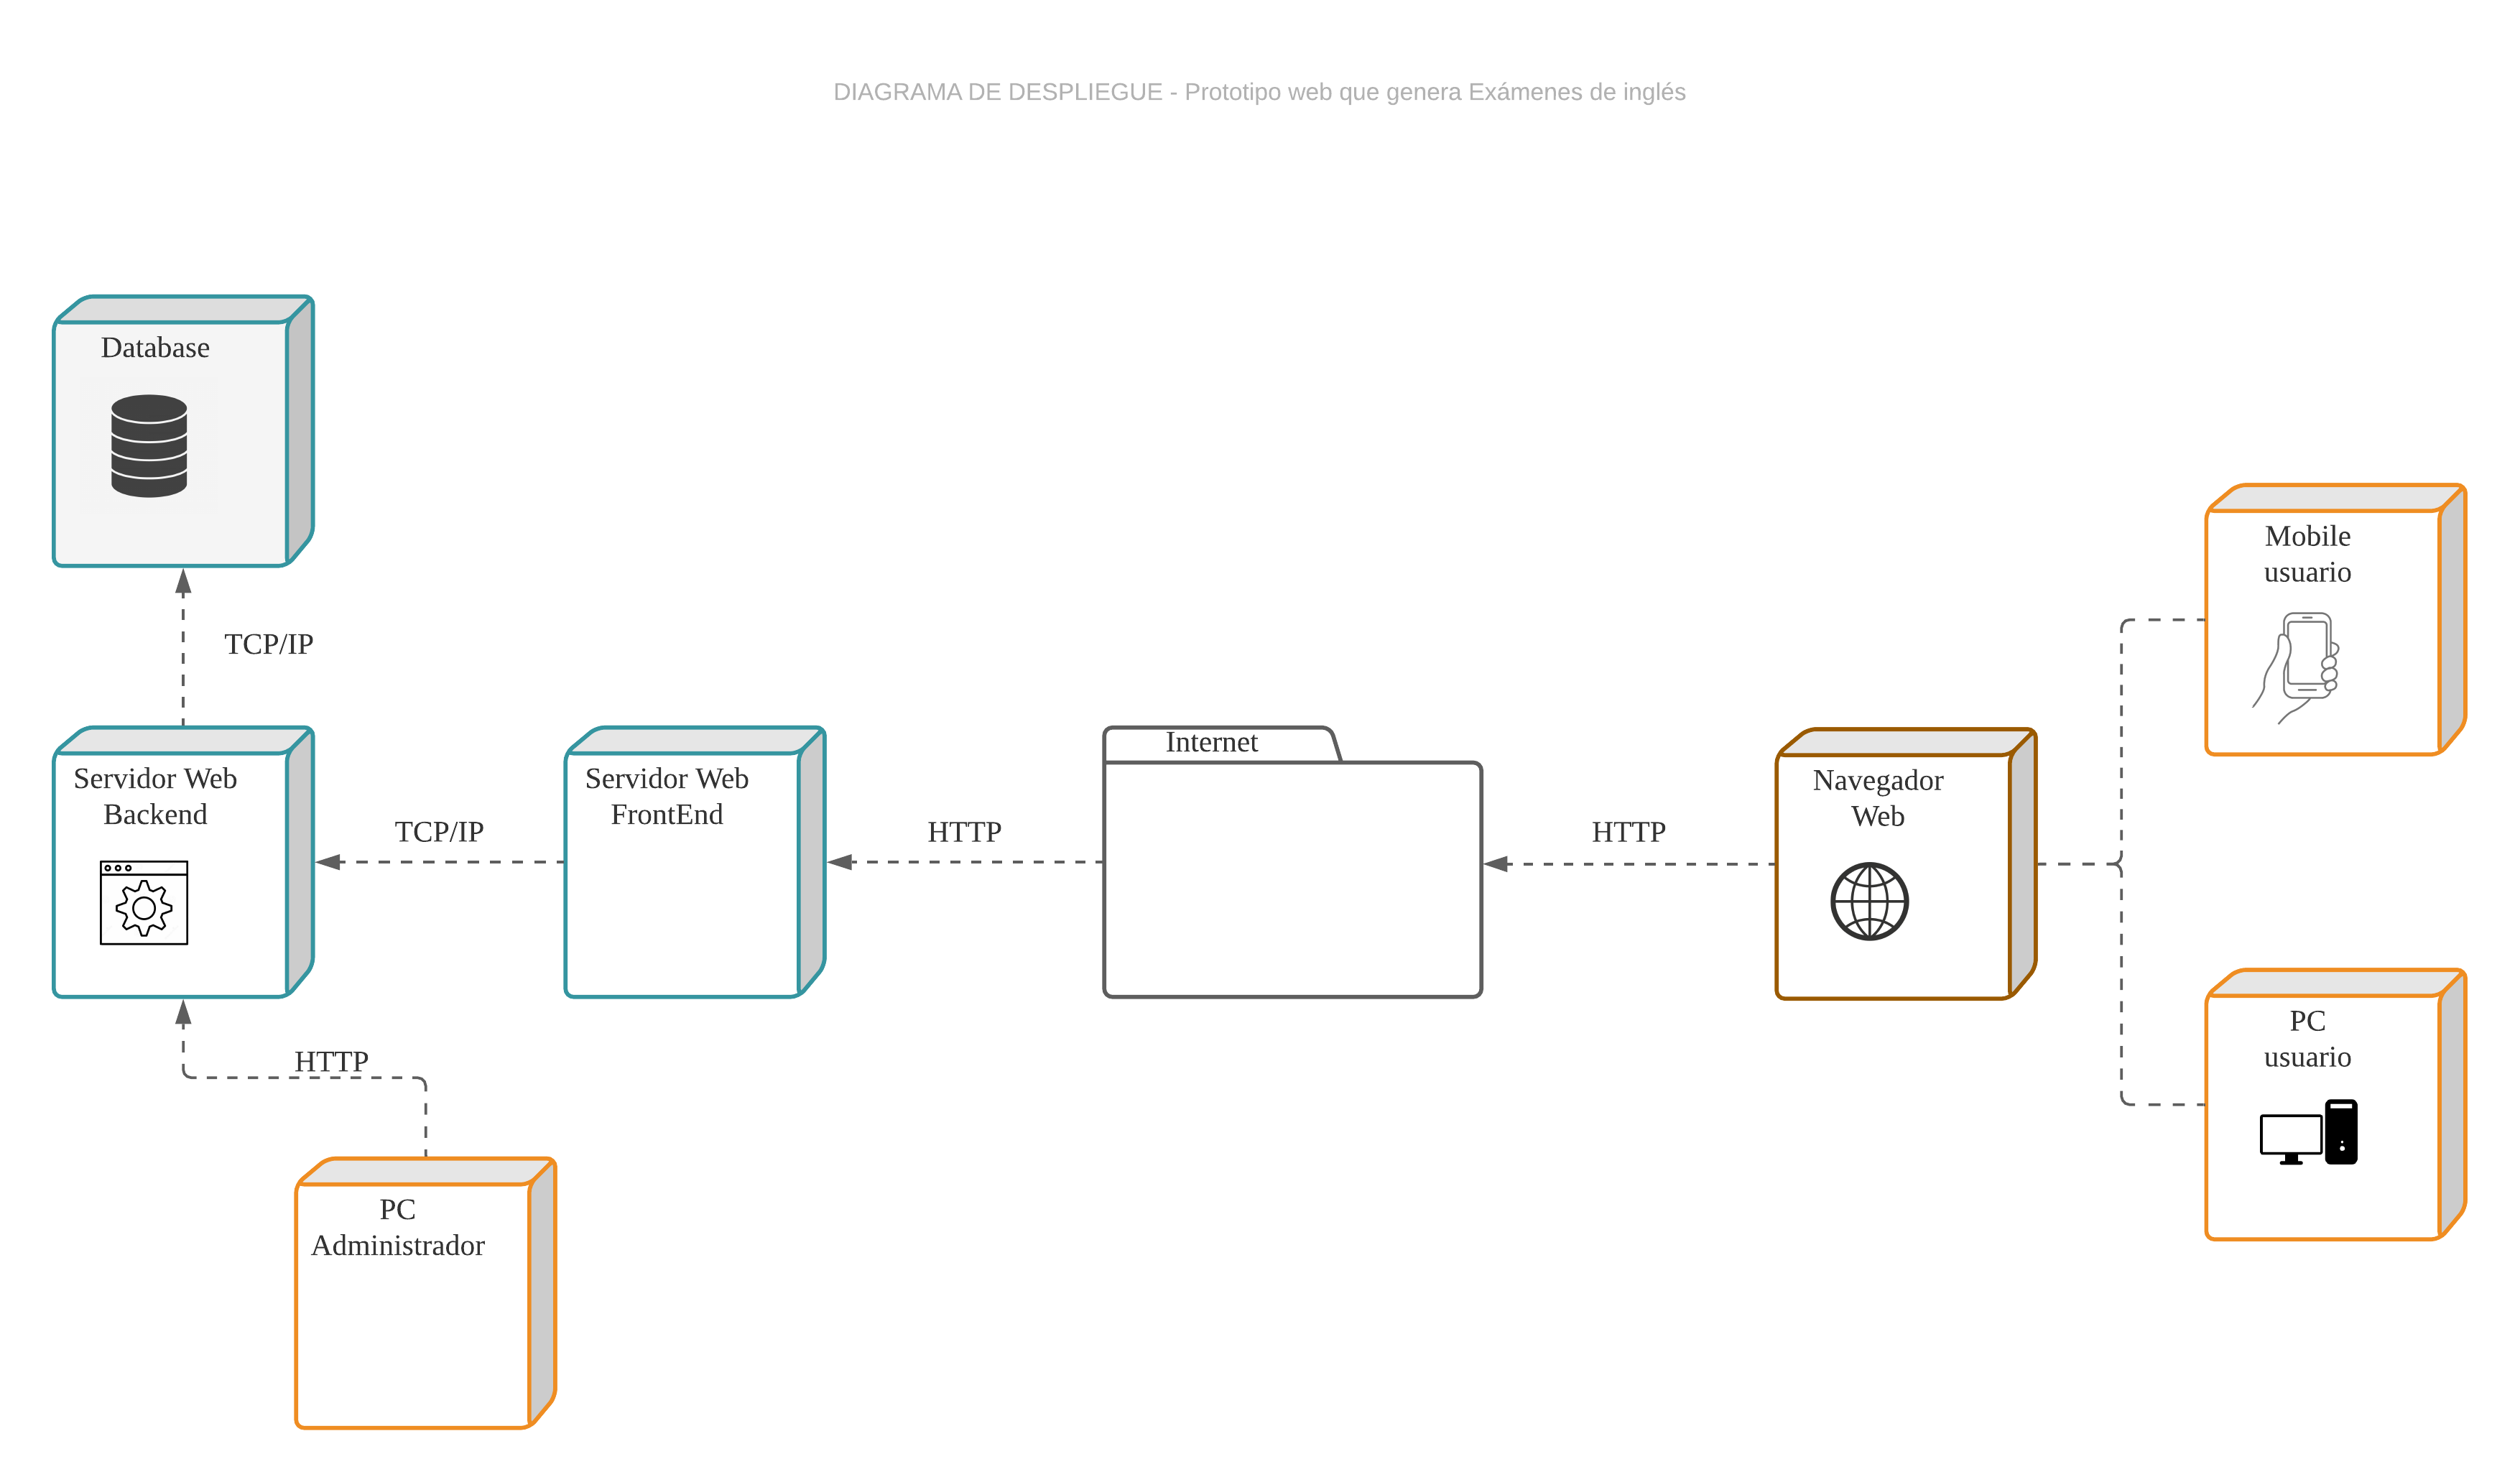 DIAGRAMA DE DESPLIEGUE - Prototipo web que genera Exámenes de inglés
Database
Mobile
usuario
TCP/IP
Servidor Web
Backend
TCP/IP
Servidor Web
FrontEnd
HTTP
Internet
HTTP
Navegador
Web
PC
usuario
HTTP
PC
Administrador